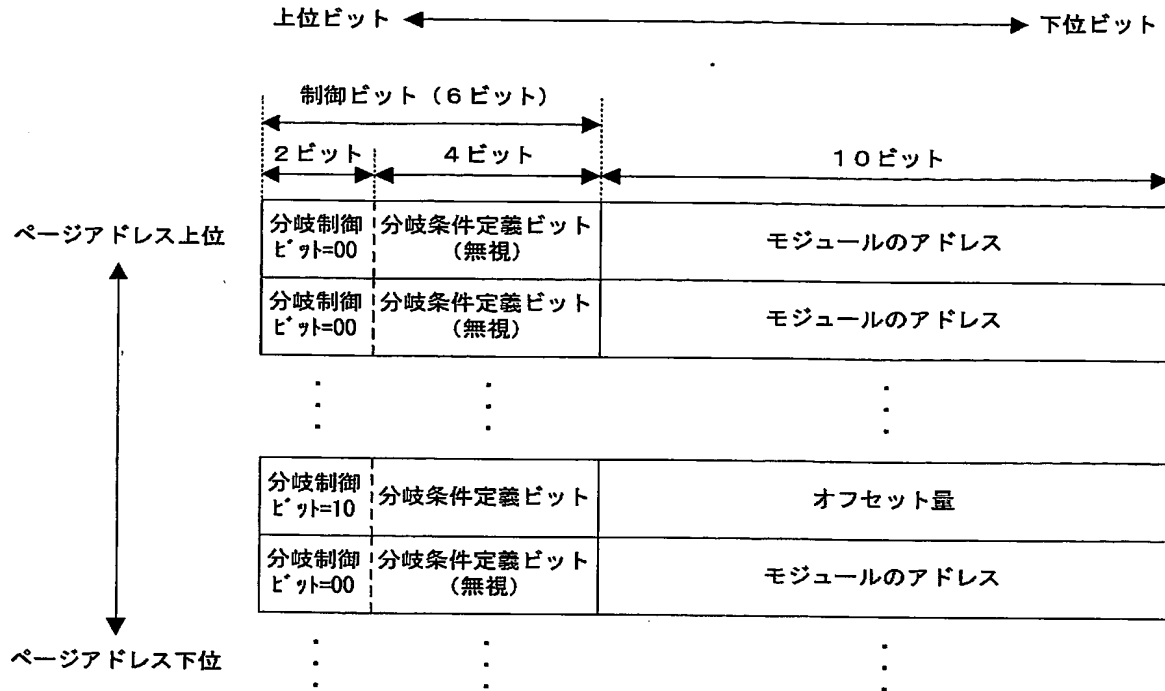 上位ビット 下位ビット
制御ビット(6ビット)
2ビット 4ビット 10ビット
ページアドレス上位
分岐制御
ビット=00
分岐条件定義ビット
(無視)
モジュールのアドレス
分岐制御
ビット=00
分岐条件定義ビット
(無視)
モジュールのアドレス
分岐制御
ビット=10
分岐条件定義ビット
オフセット量
分岐制御
ビット=00
分岐条件定義ビット
(無視)
モジュールのアドレス
ページアドレス下位